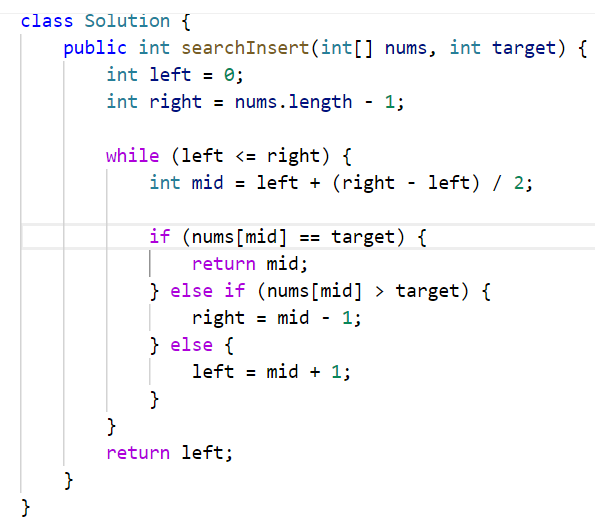 class Solution {
    public int searchInsert(int[] nums, int target) {
        int left = 0;
        int right = nums.length - 1;

        while (left <= right) {
            int mid = left + (right - left) / 2;

            if (nums[mid] == target) {
                return mid;
            } else if (nums[mid] > target) {
                right = mid - 1;
            } else {
                left = mid + 1;
            }
        }
        return left;
    }
}